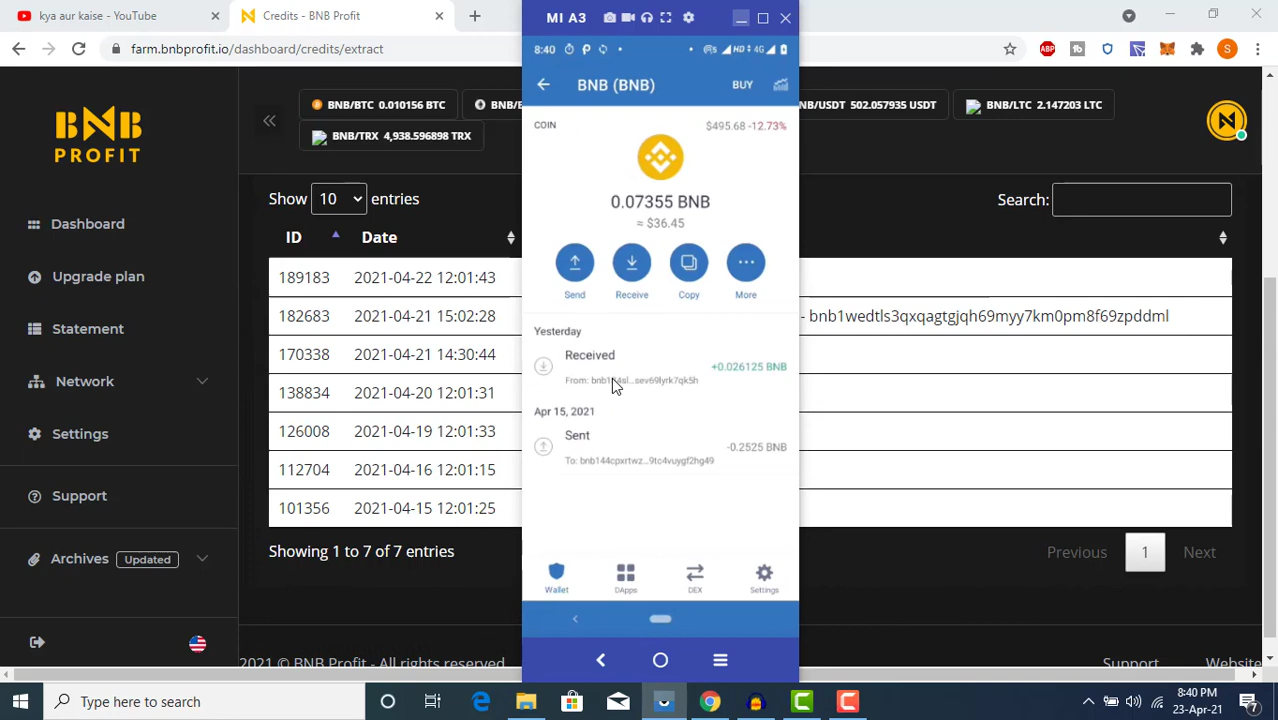 kya aur kaise - YouTube
Credits - BNB Profit
farm.bnbprofit.io/dashboard/credits/extract
ABP
S
BNB
PROFIT
Dashboard
Upgrade plan
Statement
Network
Settings
Support
Archives Updated
BNB/BTC 0.010156 BTC
BNB/USDT 502.057935 USDT
BNB/LTC 2.147203 LTC
BNB/TRX 4,938.596898 TRX
Show 10 entries
Search:
ID Date
189183 2021-04-22 12:01:43
182683 2021-04-21 15:02:28 - bnb1wedtls3qxqagtgjqh69myy7km0pm8f69zpddml
170338 2021-04-21 14:30:44
138834 2021-04-20 12:01:31
126008 2021-04-19 12:01:33
112704 2021-04-16 12:01:15
101356 2021-04-15 12:01:25
Showing 1 to 7 of 7 entries
Previous 1 Next
2021 © BNB Profit - All rights reserved.
Support Website
MI A3
8:40
HD 4G
BNB (BNB)
BUY
COIN
$495.68 -12.73%
0.07355 BNB
≈ $36.45
Send Receive Copy More
Yesterday
Received
+0.026125 BNB
Apr 15, 2021
Sent
-0.2525 BNB
To: bnb144cpxrtwz...9tc4vuygf2hg49
Wallet DApps DEX Settings
Type here to search
8:40 PM
23-Apr-21
7